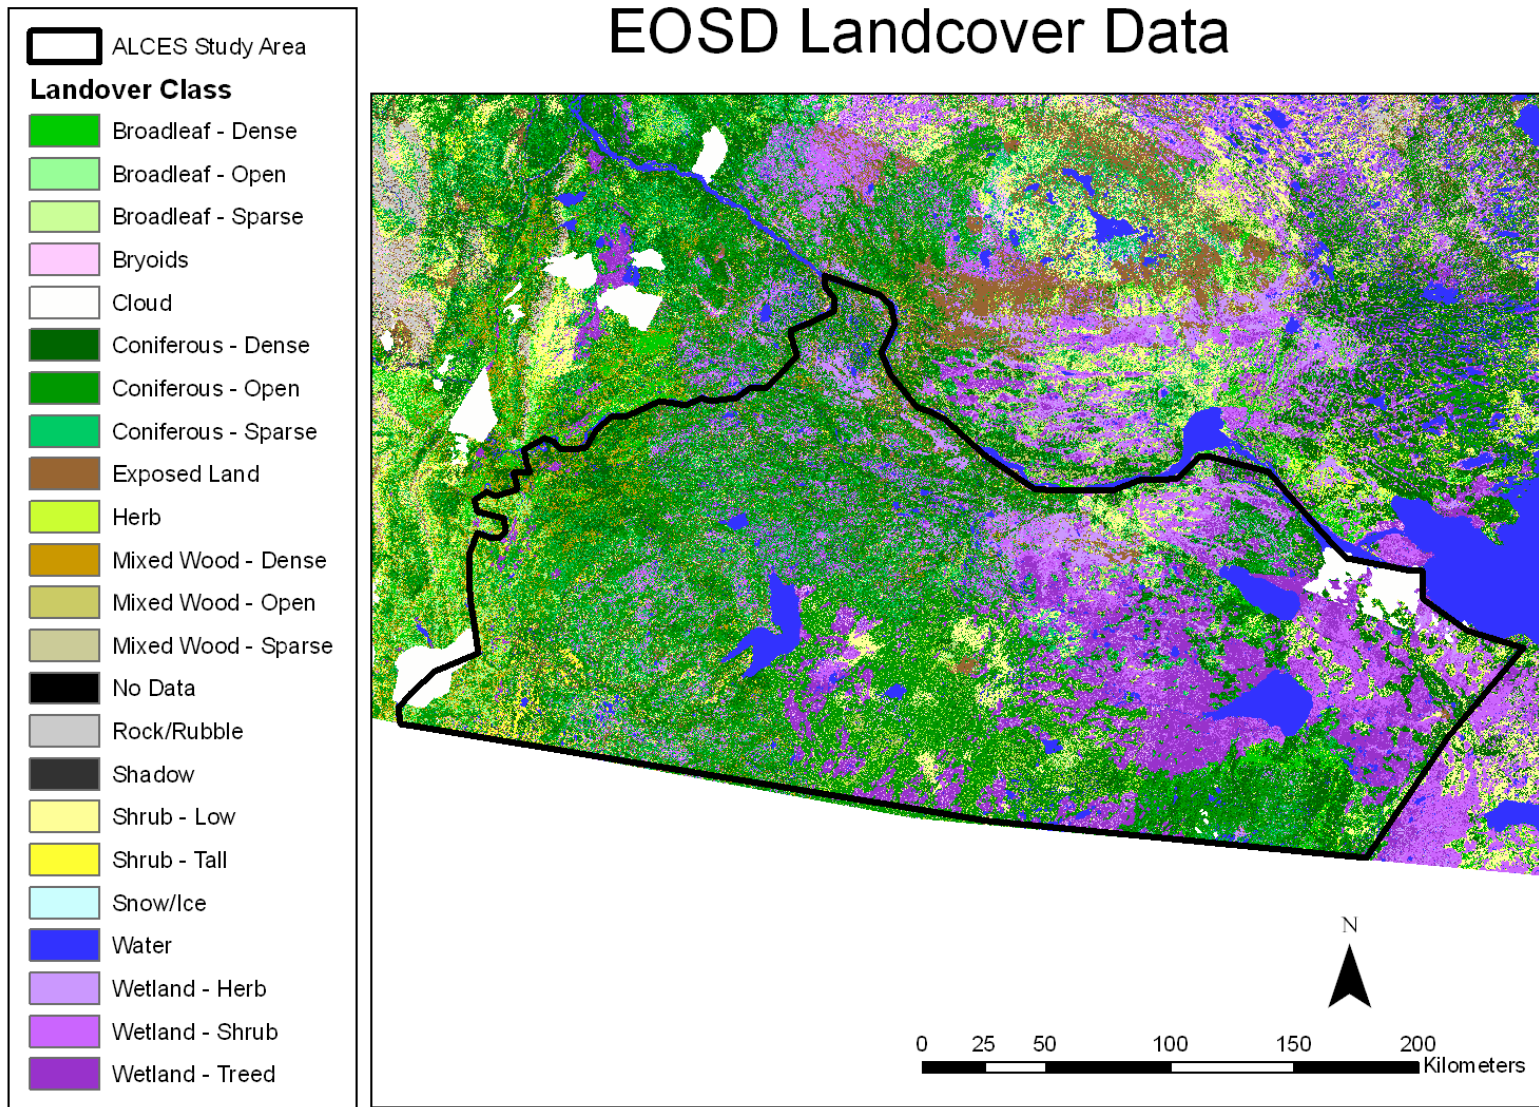 EOSD Landcover Data
ALCES Study Area
Landover Class
Broadleaf - Dense
Broadleaf - Open
Broadleaf - Sparse
Bryoids
Cloud
Coniferous - Dense
Coniferous - Open
Coniferous - Sparse
Exposed Land
Herb
Mixed Wood - Dense
Mixed Wood - Open
Mixed Wood - Sparse
No Data
Rock/Rubble
Shadow
Shrub - Low
Shrub - Tall
Snow/Ice
Water
Wetland - Herb
Wetland - Shrub
Wetland - Treed
N
0 25 50 100 150 200
Kilometers